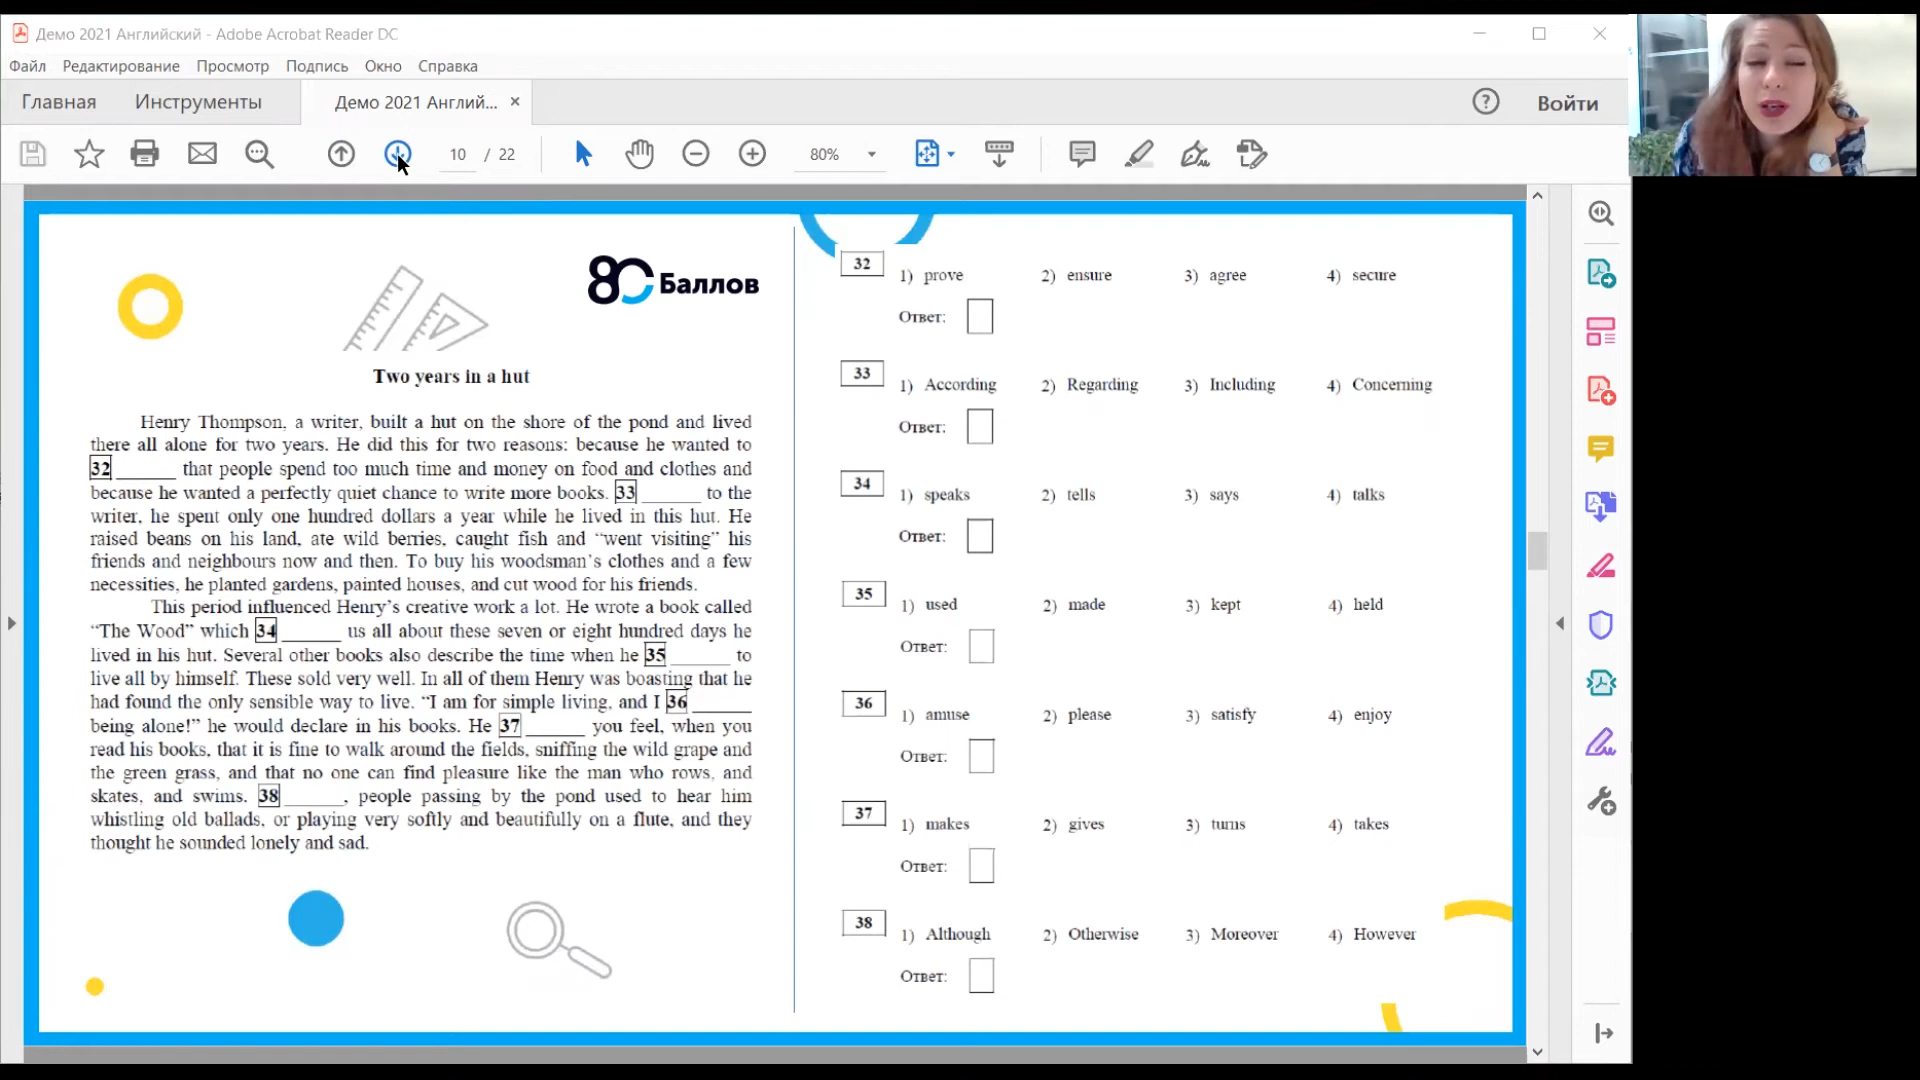 Демо 2021 Английский - Adobe Acrobat Reader DC
Файл Редактирование Просмотр Подпись Окно Справка
Главная Инструменты Демо 2021 Англий... × Войти
10 / 22 80%
80 Баллов
Two years in a hut
Henry Thompson, a writer, built a hut on the shore of the pond and lived
there all alone for two years. He did this for two reasons: because he wanted to
32 ______ that people spend too much time and money on food and clothes and
because he wanted a perfectly quiet chance to write more books. 33 ______ to the
writer, he spent only one hundred dollars a year while he lived in this hut. He
raised beans on his land, ate wild berries, caught fish and “went visiting” his
friends and neighbours now and then. To buy his woodsman’s clothes and a few
necessities, he planted gardens, painted houses, and cut wood for his friends.
This period influenced Henry’s creative work a lot. He wrote a book called
“The Wood” which 34 ______ us all about these seven or eight hundred days he
lived in his hut. Several other books also describe the time when he 35 ______ to
live all by himself. These sold very well. In all of them Henry was boasting that he
had found the only sensible way to live. “I am for simple living, and I 36 ______
being alone!” he would declare in his books. He 37 ______ you feel, when you
read his books, that it is fine to walk around the fields, sniffing the wild grape and
the green grass, and that no one can find pleasure like the man who rows, and
skates, and swims. 38 ______, people passing by the pond used to hear him
whistling old ballads, or playing very softly and beautifully on a flute, and they
thought he sounded lonely and sad.
32 1) prove 2) ensure 3) agree 4) secure
Ответ:
33 1) According 2) Regarding 3) Including 4) Concerning
Ответ:
34 1) speaks 2) tells 3) says 4) talks
Ответ:
35 1) used 2) made 3) kept 4) held
Ответ:
36 1) amuse 2) please 3) satisfy 4) enjoy
Ответ:
37 1) makes 2) gives 3) turns 4) takes
Ответ:
38 1) Although 2) Otherwise 3) Moreover 4) However
Ответ: